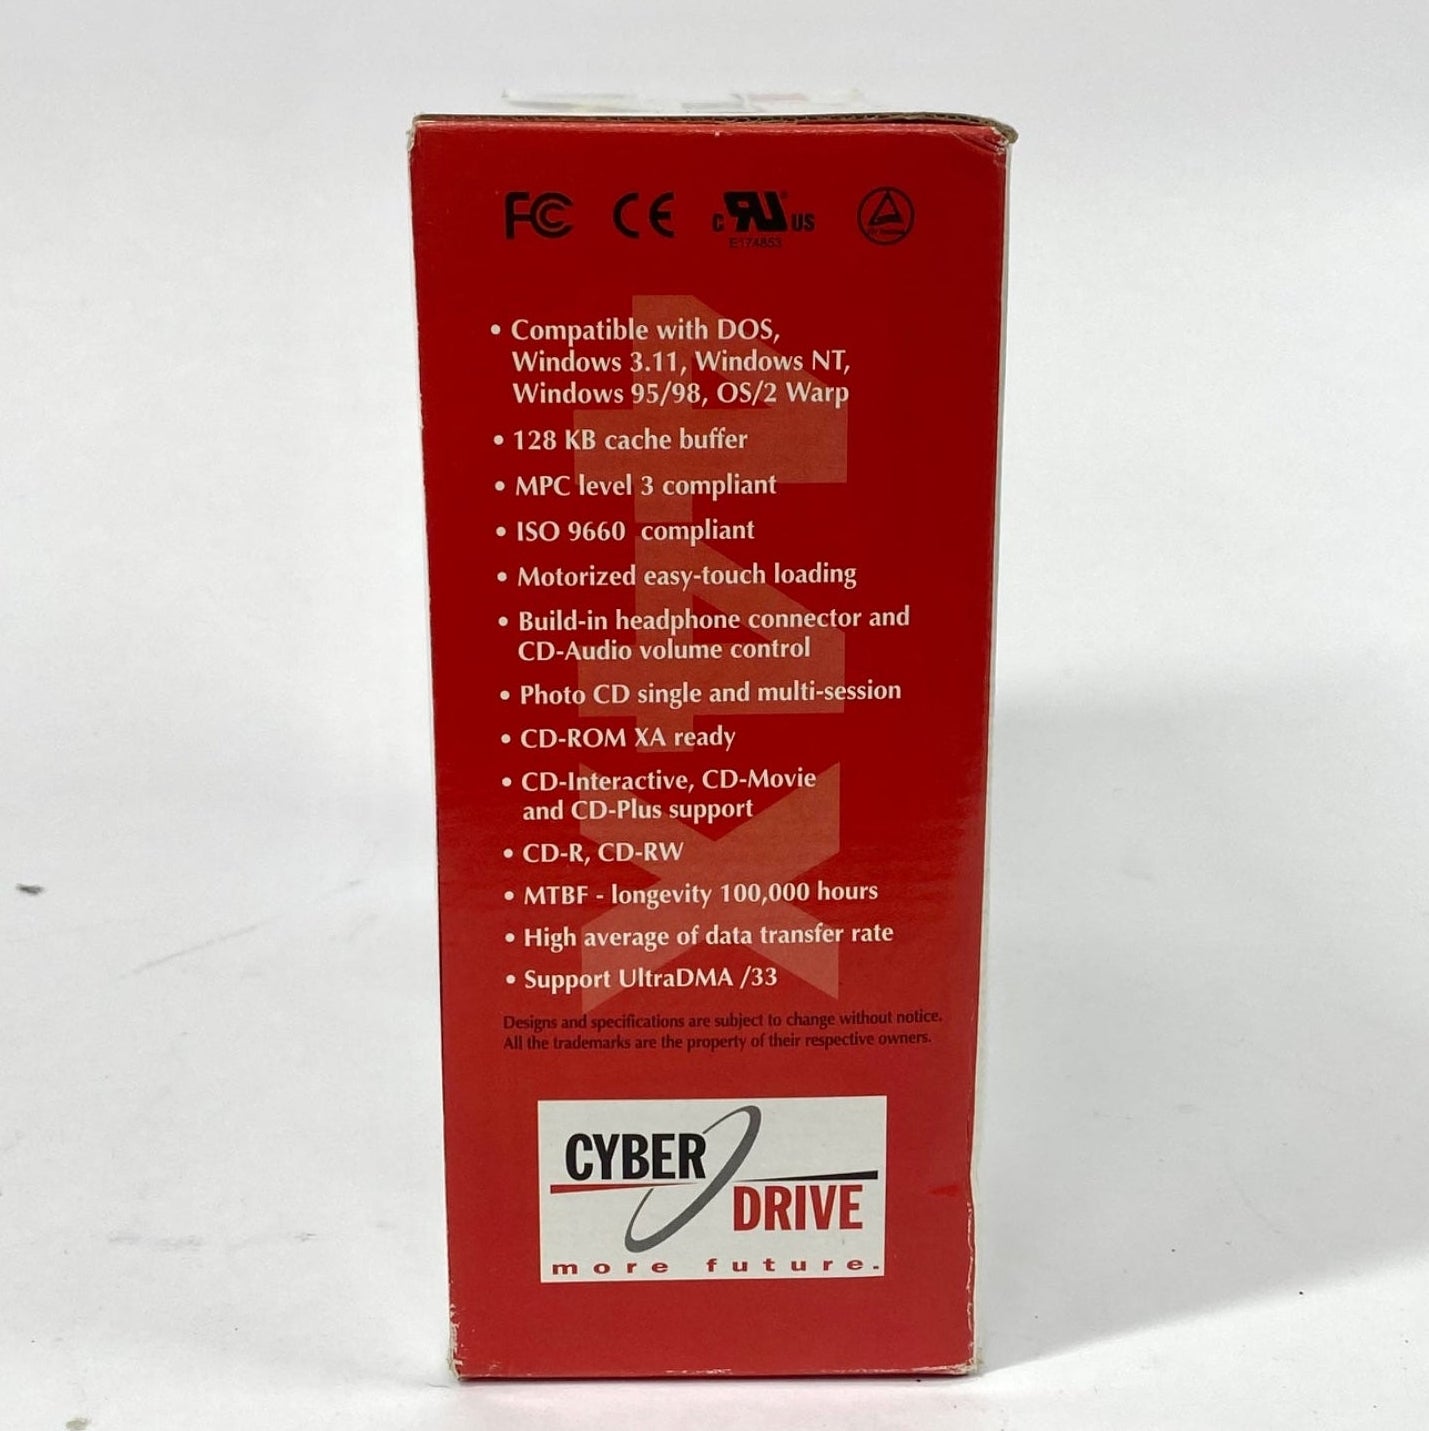 FC CE c RU US
E174853
• Compatible with DOS,
Windows 3.11, Windows NT,
Windows 95/98, OS/2 Warp
• 128 KB cache buffer
• MPC level 3 compliant
• ISO 9660 compliant
• Motorized easy-touch loading
• Build-in headphone connector and
CD-Audio volume control
• Photo CD single and multi-session
• CD-ROM XA ready
• CD-Interactive, CD-Movie
and CD-Plus support
• CD-R, CD-RW
• MTBF - longevity 100,000 hours
• High average of data transfer rate
• Support UltraDMA /33
Designs and specifications are subject to change without notice.
All the trademarks are the property of their respective owners.
44X
CYBER
DRIVE
more future.